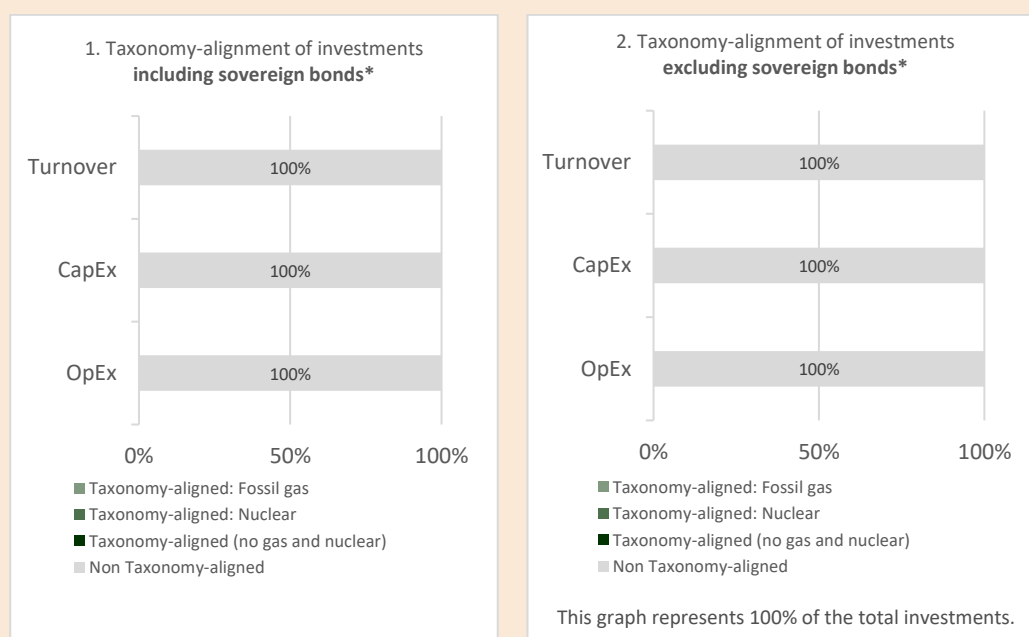 1. Taxonomy-alignment of investments
including sovereign bonds*
Turnover
100%
CapEx
100%
OpEx
100%
0%
50%
100%
Taxonomy-aligned: Fossil gas
Taxonomy-aligned: Nuclear
Taxonomy-aligned (no gas and nuclear)
Non Taxonomy-aligned
2. Taxonomy-alignment of investments
excluding sovereign bonds*
Turnover
100%
CapEx
100%
OpEx
100%
0%
50%
100%
Taxonomy-aligned: Fossil gas
Taxonomy-aligned: Nuclear
Taxonomy-aligned (no gas and nuclear)
Non Taxonomy-aligned
This graph represents 100% of the total investments.